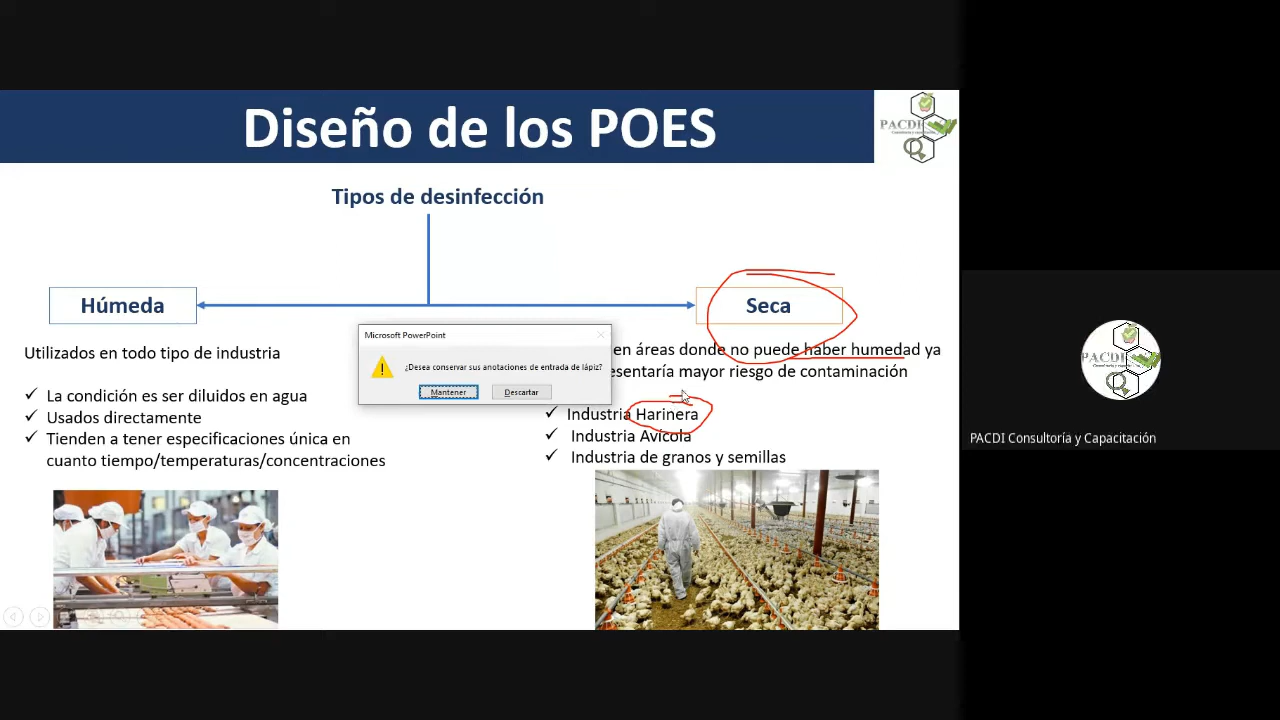 Diseño de los POES
PACDI
Tipos de desinfección
Húmeda
Seca
Utilizados en todo tipo de industria
La condición es ser diluidos en agua
Usados directamente
Tienden a tener especificaciones única en
cuanto tiempo/temperaturas/concentraciones
Microsoft PowerPoint
¿Desea conservar sus anotaciones de entrada de lápiz?
Mantener
Descartar
en áreas donde no puede haber humedad ya
esentaría mayor riesgo de contaminación
Industria Harinera
Industria Avícola
Industria de granos y semillas
PACDI
PACDI Consultoría y Capacitación